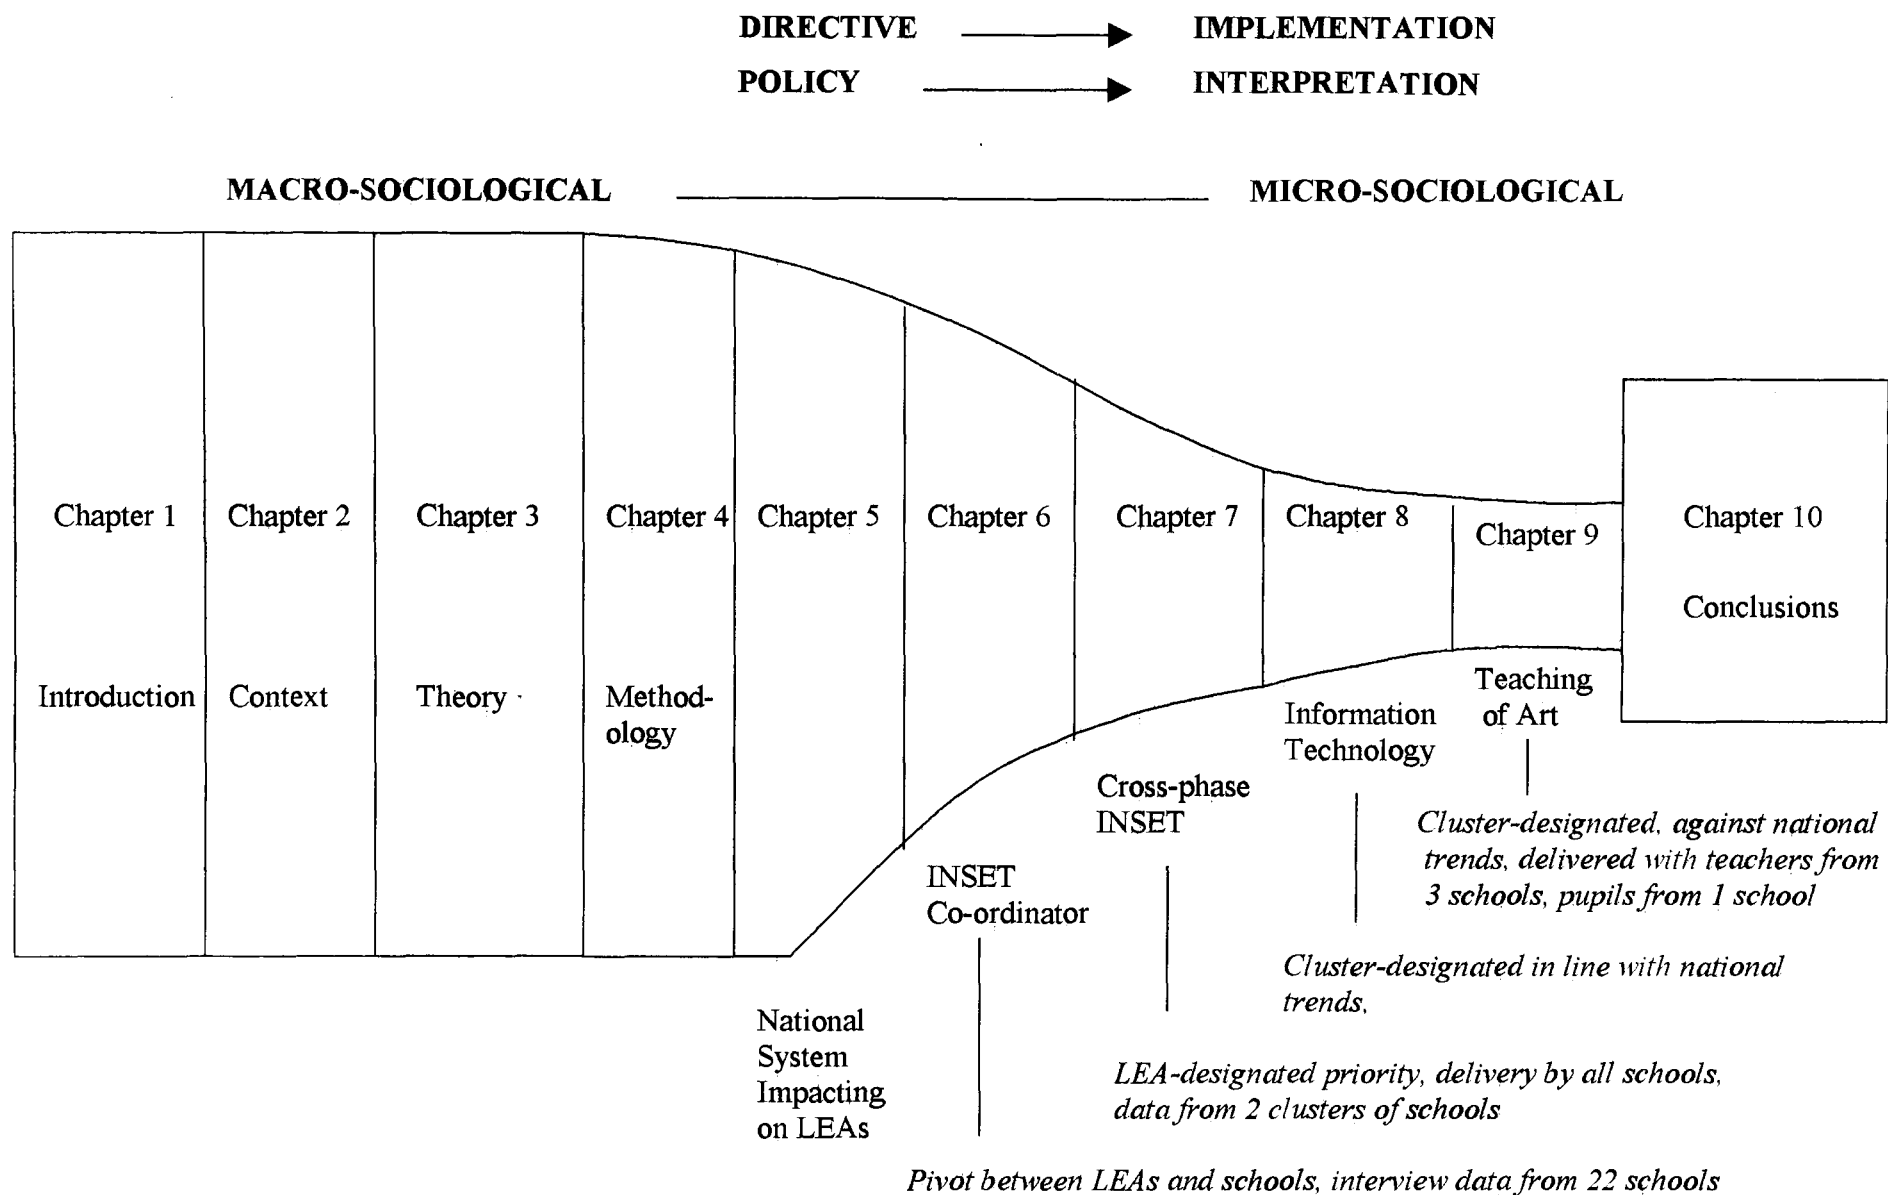 DIRECTIVE IMPLEMENTATION
POLICY INTERPRETATION
MACRO-SOCIOLOGICAL MICRO-SOCIOLOGICAL
Chapter 1
Introduction
Chapter 2
Context
Chapter 3
Theory
Chapter 4
Method-
ology
Chapter 5
National
System
Impacting
on LEAs
Chapter 6
INSET
Co-ordinator
Pivot between LEAs and schools, interview data from 22 schools
Chapter 7
Cross-phase
INSET
LEA-designated priority, delivery by all schools,
data from 2 clusters of schools
Chapter 8
Information
Technology
Cluster-designated in line with national
trends,
Chapter 9
Teaching
of Art
Cluster-designated, against national
trends, delivered with teachers from
3 schools, pupils from 1 school
Chapter 10
Conclusions